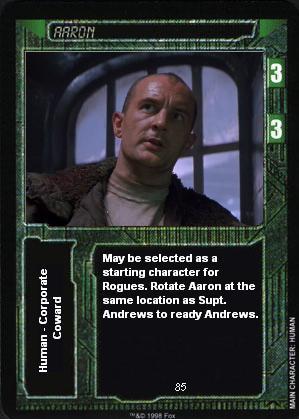 AARON
3
3
May be selected as a
starting character for
Rogues. Rotate Aaron at the
same location as Supt.
Andrews to ready Andrews.
Human - Corporate
Coward
MAIN CHARACTER: HUMAN
85
™&© 1998 Fox